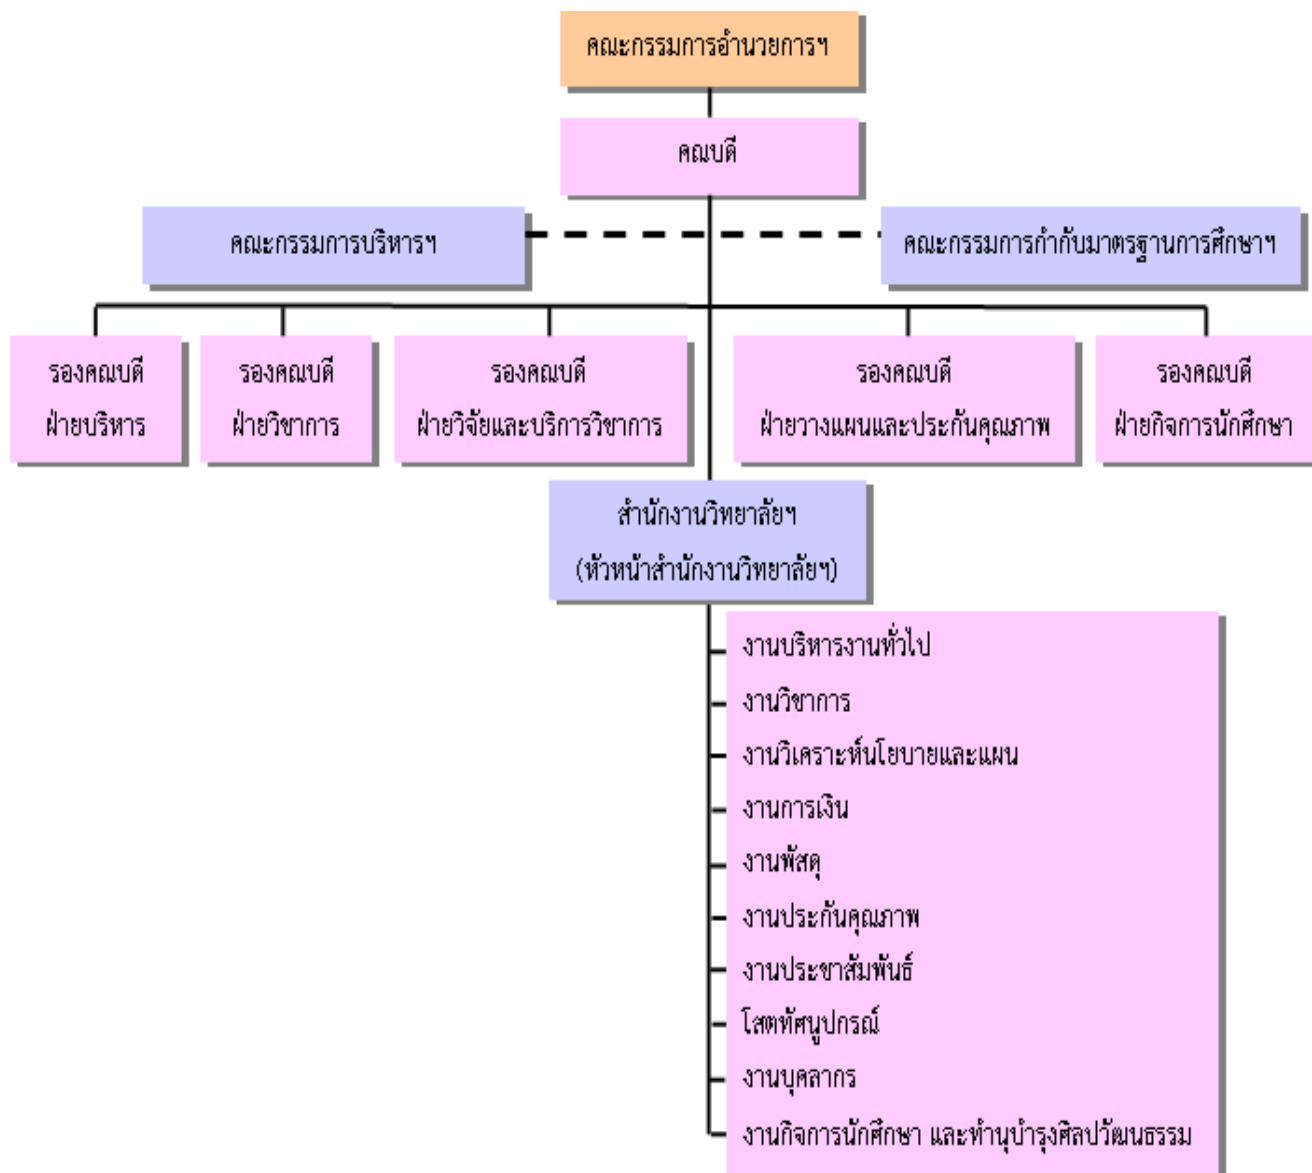 คณะกรรมการอำนวยการฯ
คณบดี
คณะกรรมการบริหารฯ
คณะกรรมการกำกับมาตรฐานการศึกษาฯ
รองคณบดี
ฝ่ายบริหาร
รองคณบดี
ฝ่ายวิชาการ
รองคณบดี
ฝ่ายวิจัยและบริการวิชาการ
รองคณบดี
ฝ่ายวางแผนและประกันคุณภาพ
รองคณบดี
ฝ่ายกิจการนักศึกษา
สำนักงานวิทยาลัยฯ
(หัวหน้าสำนักงานวิทยาลัยฯ)
งานบริหารงานทั่วไป
งานวิชาการ
งานวิเคราะห์นโยบายและแผน
งานการเงิน
งานพัสดุ
งานประกันคุณภาพ
งานประชาสัมพันธ์
โสตทัศนูปกรณ์
งานบุคลากร
งานกิจการนักศึกษา และทำนุบำรุงศิลปวัฒนธรรม